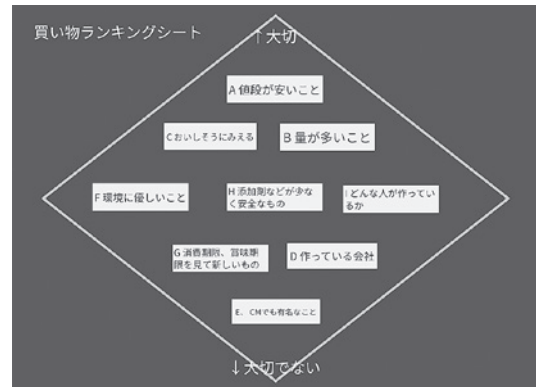 買い物ランキングシート
↑大切
A 値段が安いこと
C おいしそうにみえる
B 量が多いこと
F 環境に優しいこと
H 添加剤などが少な
く安全なもの
I どんな人が作ってい
るか
G 消費期限、賞味期
限を見て新しいもの
D 作っている会社
E、CMでも有名なこと
↓大切でない